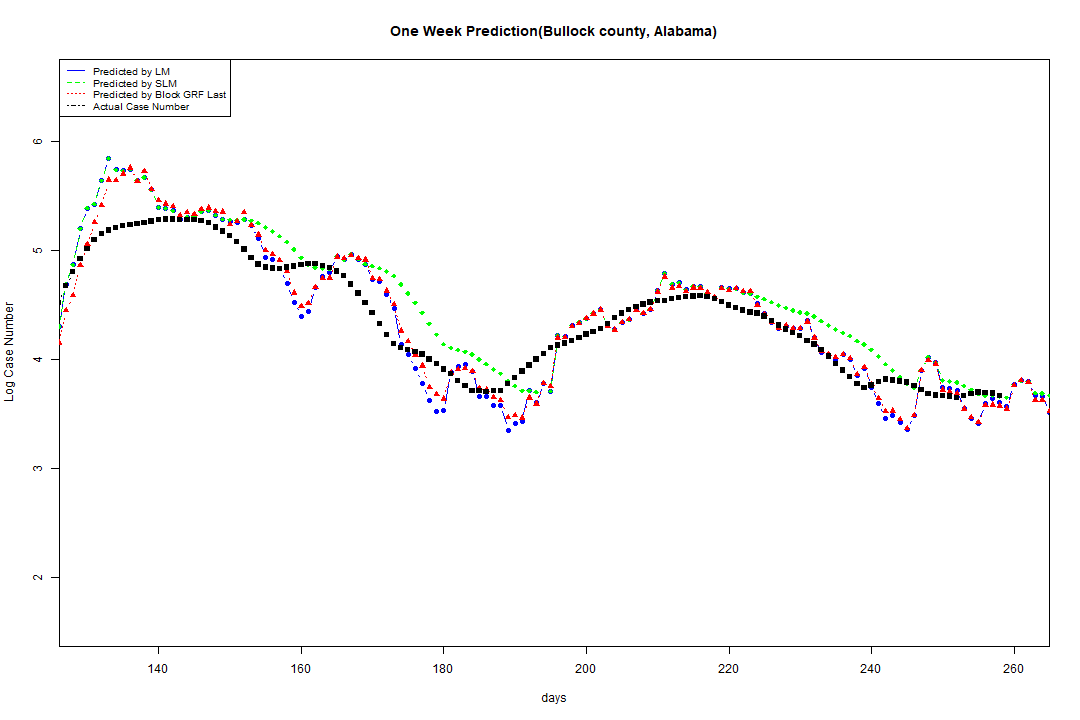 One Week Prediction(Bullock county, Alabama)
Predicted by LM
Predicted by SLM
Predicted by Block GRF Last
Actual Case Number
6
5
4
3
2
Log Case Number
140 160 180 200 220 240 260
days